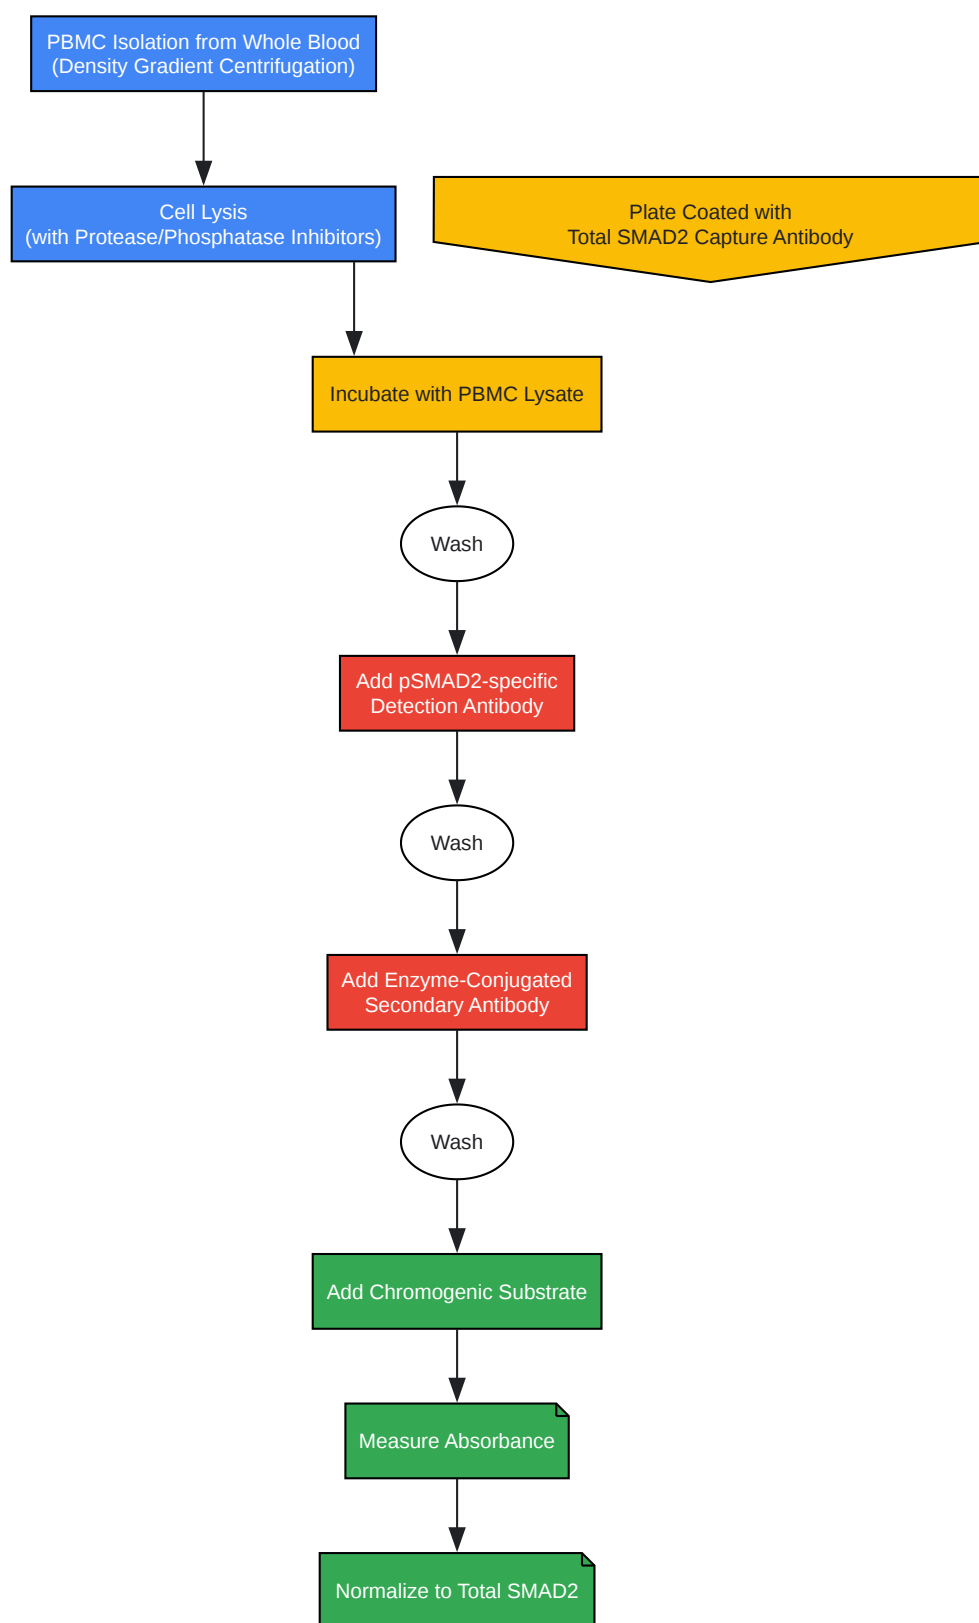 PBMC Isolation from Whole Blood
(Density Gradient Centrifugation)
Cell Lysis
(with Protease/Phosphatase Inhibitors)
Plate Coated with
Total SMAD2 Capture Antibody
Incubate with PBMC Lysate
Wash
Add pSMAD2-specific
Detection Antibody
Wash
Add Enzyme-Conjugated
Secondary Antibody
Wash
Add Chromogenic Substrate
Measure Absorbance
Normalize to Total SMAD2